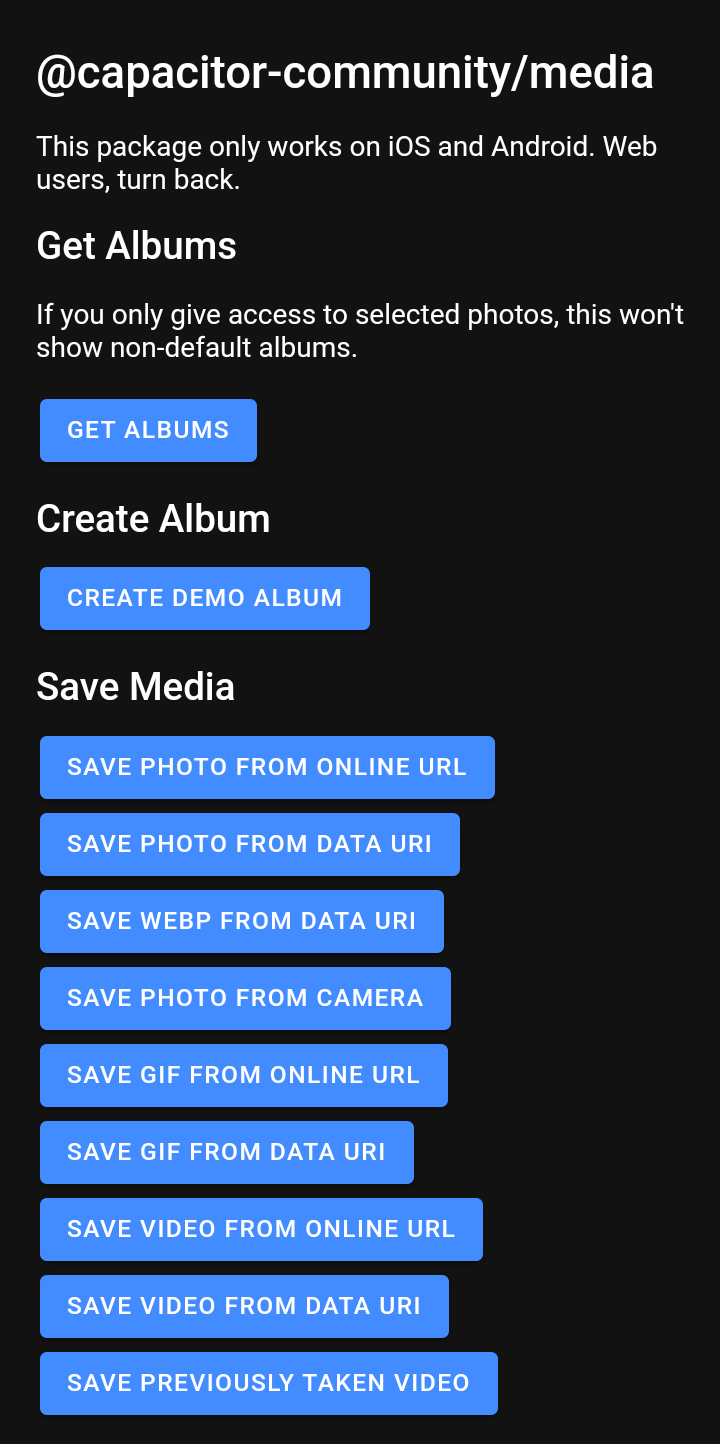 @capacitor-community/media
This package only works on iOS and Android. Web
users, turn back.
Get Albums
If you only give access to selected photos, this won't
show non-default albums.
GET ALBUMS
Create Album
CREATE DEMO ALBUM
Save Media
SAVE PHOTO FROM ONLINE URL
SAVE PHOTO FROM DATA URI
SAVE WEBP FROM DATA URI
SAVE PHOTO FROM CAMERA
SAVE GIF FROM ONLINE URL
SAVE GIF FROM DATA URI
SAVE VIDEO FROM ONLINE URL
SAVE VIDEO FROM DATA URI
SAVE PREVIOUSLY TAKEN VIDEO